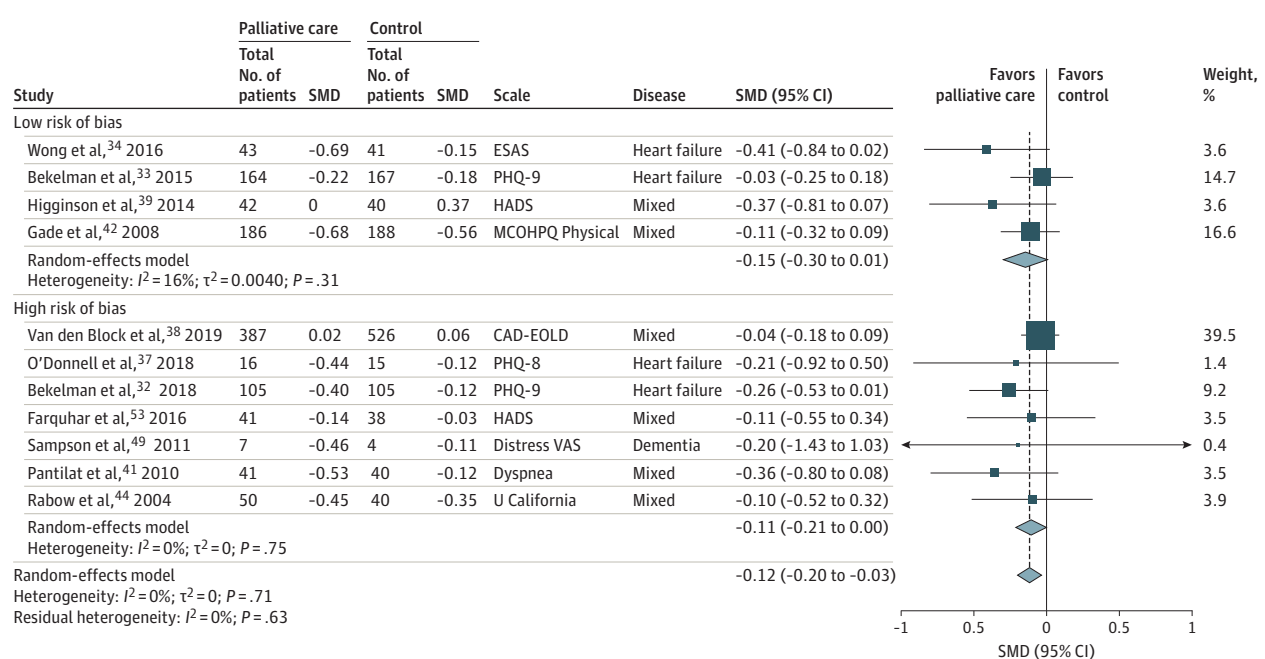 Palliative care Control
Total Total
No. of No. of Favors Favors Weight,
Study patients SMD patients SMD Scale Disease SMD (95% CI) palliative care control %
Low risk of bias
Wong et al,34 2016 43 -0.69 41 -0.15 ESAS Heart failure -0.41 (-0.84 to 0.02) 3.6
Bekelman et al,33 2015 164 -0.22 167 -0.18 PHQ-9 Heart failure -0.03 (-0.25 to 0.18) 14.7
Higginson et al,39 2014 42 0 40 0.37 HADS Mixed -0.37 (-0.81 to 0.07) 3.6
Gade et al,42 2008 186 -0.68 188 -0.56 MCOHPQ Physical Mixed -0.11 (-0.32 to 0.09) 16.6
Random-effects model -0.15 (-0.30 to 0.01)
Heterogeneity: I2 = 16%; τ2 = 0.0040; P = .31
High risk of bias
Van den Block et al,38 2019 387 0.02 526 0.06 CAD-EOLD Mixed -0.04 (-0.18 to 0.09) 39.5
O'Donnell et al,37 2018 16 -0.44 15 -0.12 PHQ-8 Heart failure -0.21 (-0.92 to 0.50) 1.4
Bekelman et al,32 2018 105 -0.40 105 -0.12 PHQ-9 Heart failure -0.26 (-0.53 to 0.01) 9.2
Farquhar et al,53 2016 41 -0.14 38 -0.03 HADS Mixed -0.11 (-0.55 to 0.34) 3.5
Sampson et al,49 2011 7 -0.46 4 -0.11 Distress VAS Dementia -0.20 (-1.43 to 1.03) 0.4
Pantilat et al,41 2010 41 -0.53 40 -0.12 Dyspnea Mixed -0.36 (-0.80 to 0.08) 3.5
Rabow et al,44 2004 50 -0.45 40 -0.35 U California Mixed -0.10 (-0.52 to 0.32) 3.9
Random-effects model -0.11 (-0.21 to 0.00)
Heterogeneity: I2 = 0%; τ2 = 0; P = .75
Random-effects model -0.12 (-0.20 to -0.03)
Heterogeneity: I2 = 0%; τ2 = 0; P = .71
Residual heterogeneity: I2 = 0%; P = .63
-1 0.5 0 0.5 1
SMD (95% CI)